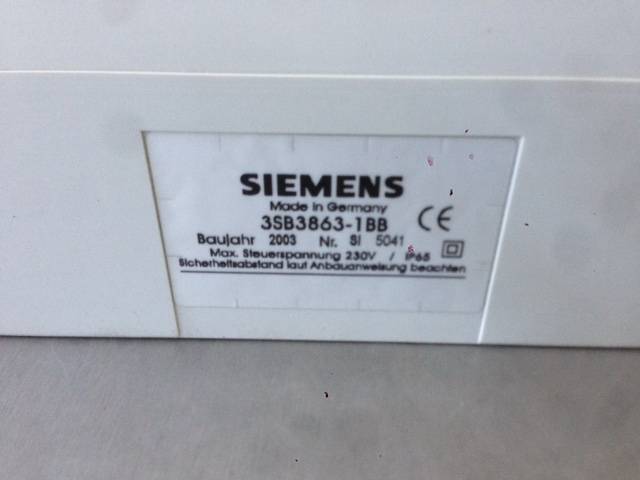 SIEMENS
Made in Germany
3SB3863-1BB CE
Baujahr 2003 Nr. SI 5041
Max. Steuerspannung 230V / IP65
Sicherheitsabstand laut Anbauanweisung beachten